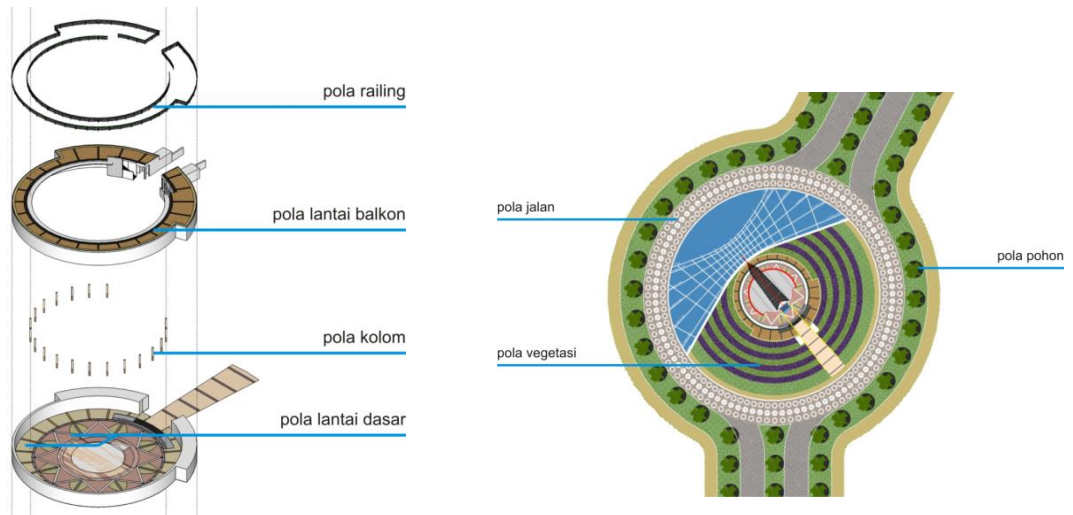 pola railing
pola lantai balkon
pola kolom
pola lantai dasar
pola jalan
pola pohon
pola vegetasi